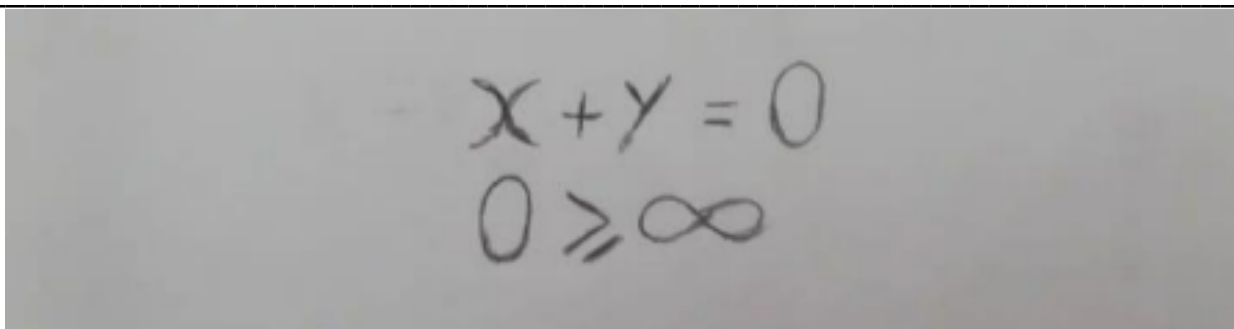 x + y = 0
0 ⩾ ∞